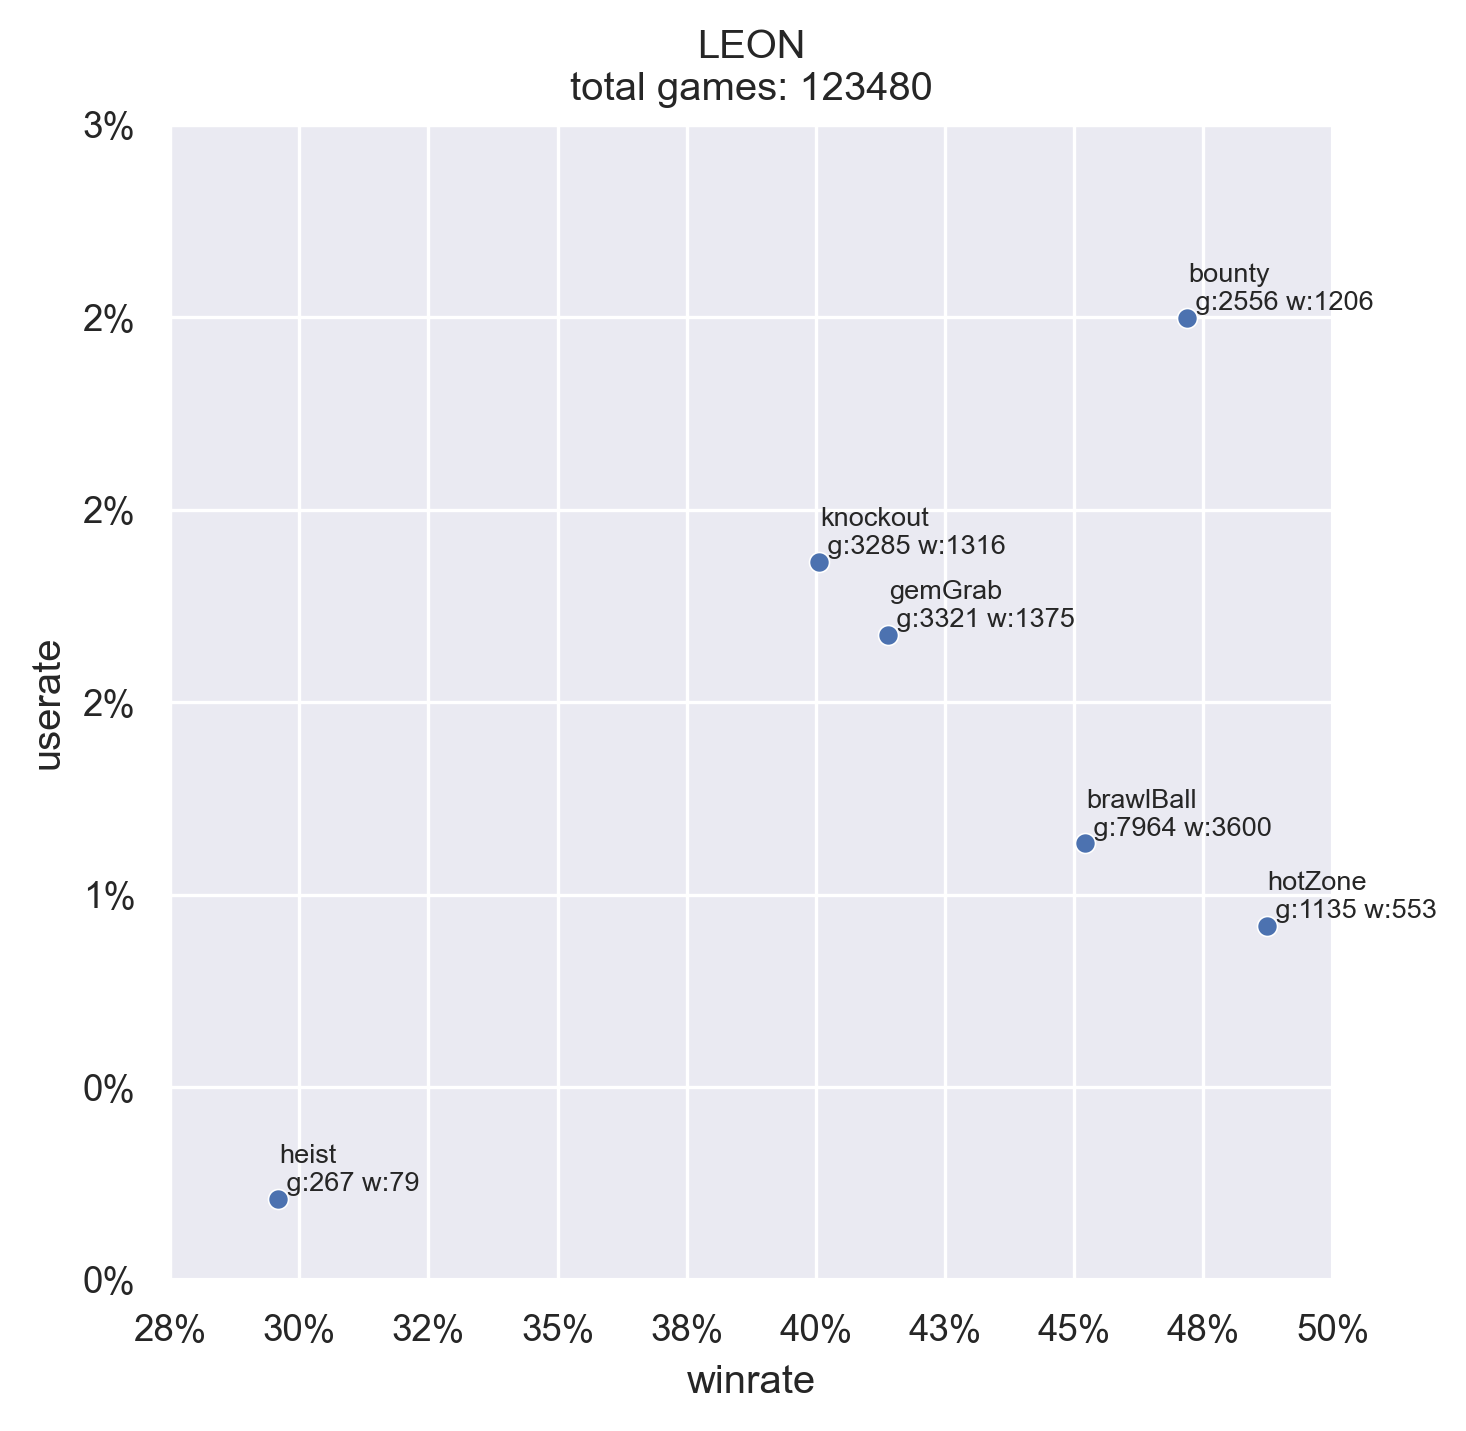 LEON
total games: 123480
3%
2%
2%
2%
1%
0%
0%
userate
bounty
g:2556 w:1206
knockout
g:3285 w:1316
gemGrab
g:3321 w:1375
brawlBall
g:7964 w:3600
hotZone
g:1135 w:553
heist
g:267 w:79
28% 30% 32% 35% 38% 40% 43% 45% 48% 50%
winrate